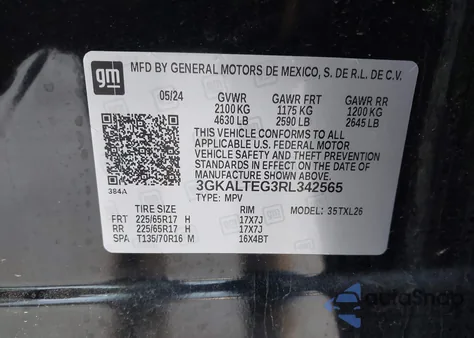 gm
MFD BY GENERAL MOTORS DE MEXICO, S. DE R.L. DE C.V.
05/24 GVWR GAWR FRT GAWR RR
2100 KG 1175 KG 1200 KG
4630 LB 2590 LB 2645 LB
THIS VEHICLE CONFORMS TO ALL
APPLICABLE U.S. FEDERAL MOTOR
VEHICLE SAFETY STANDARDS IN
EFFECT ON THE DATE OF
MANUFACTURE SHOWN ABOVE.
3GKALTEG3RL342565
384A TYPE: MPV
TIRE SIZE RIM MODEL: 35TXL26
FRT 225/65R17 H 17X7J
RR 225/65R17 H 17X7J
SPA T135/70R16 M 16X4BT
autoSnap